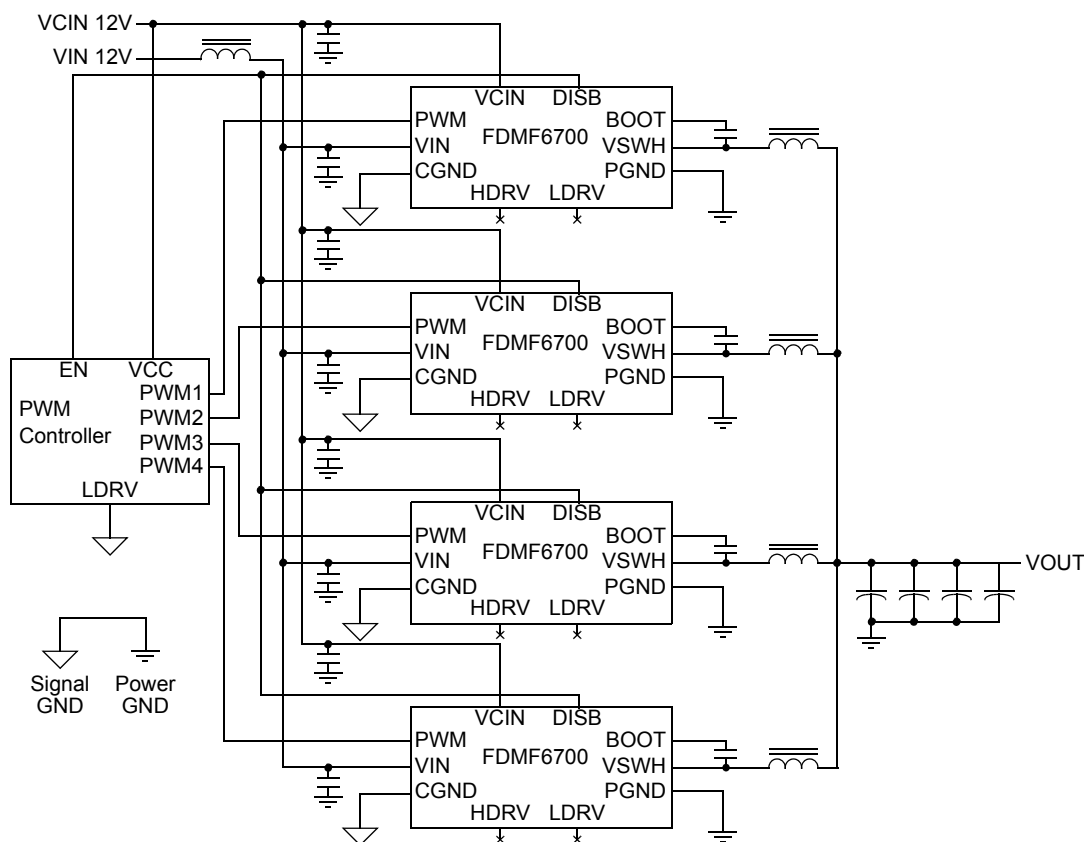 VCIN 12V
VIN 12V
VCIN DISB
PWM BOOT
FDMF6700
VIN VSWH
CGND PGND
HDRV LDRV
VCIN DISB
PWM BOOT
FDMF6700
VIN VSWH
CGND PGND
HDRV LDRV
EN VCC
PWM1
PWM
PWM2
Controller
PWM3
PWM4
LDRV
VCIN DISB
PWM BOOT
FDMF6700
VIN VSWH
CGND PGND
HDRV LDRV
VOUT
Signal GND
Power GND
VCIN DISB
PWM BOOT
FDMF6700
VIN VSWH
CGND PGND
HDRV LDRV